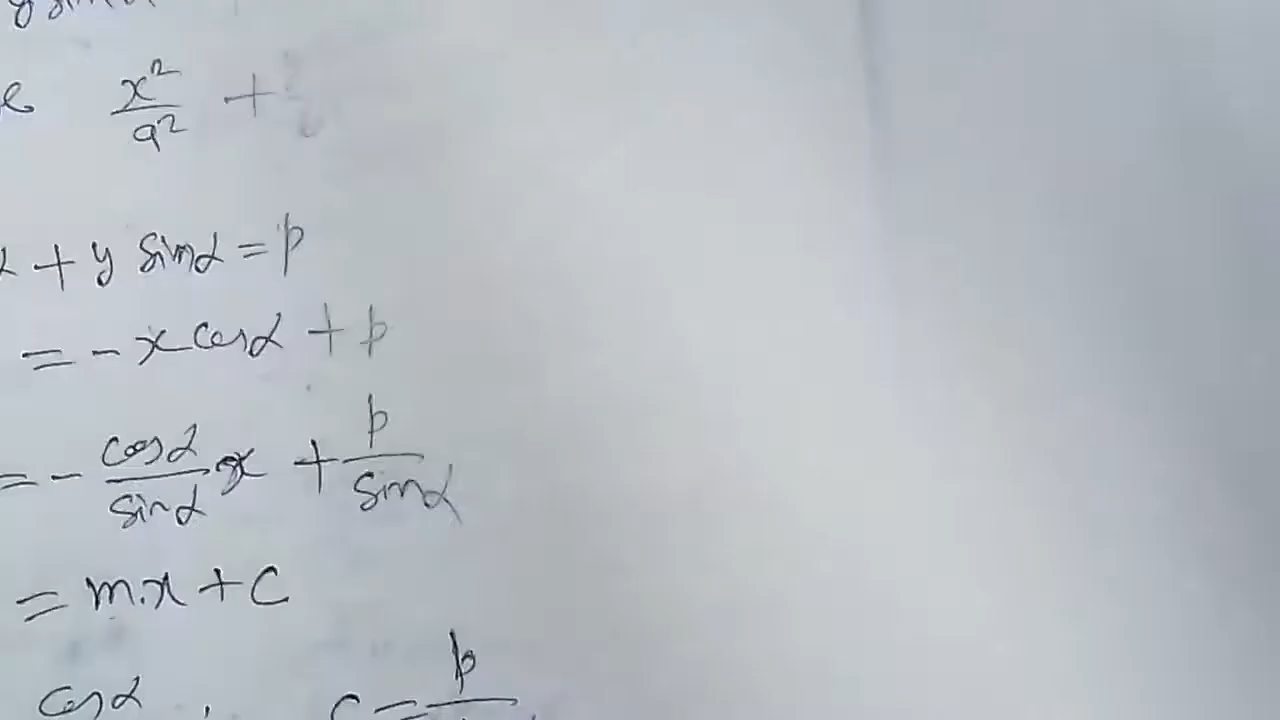 x²/a² +
+ y sinα = p
= - x cosα + p
= - cosα/sinα x + p/sinα
= m.x + c
cosα , c = p